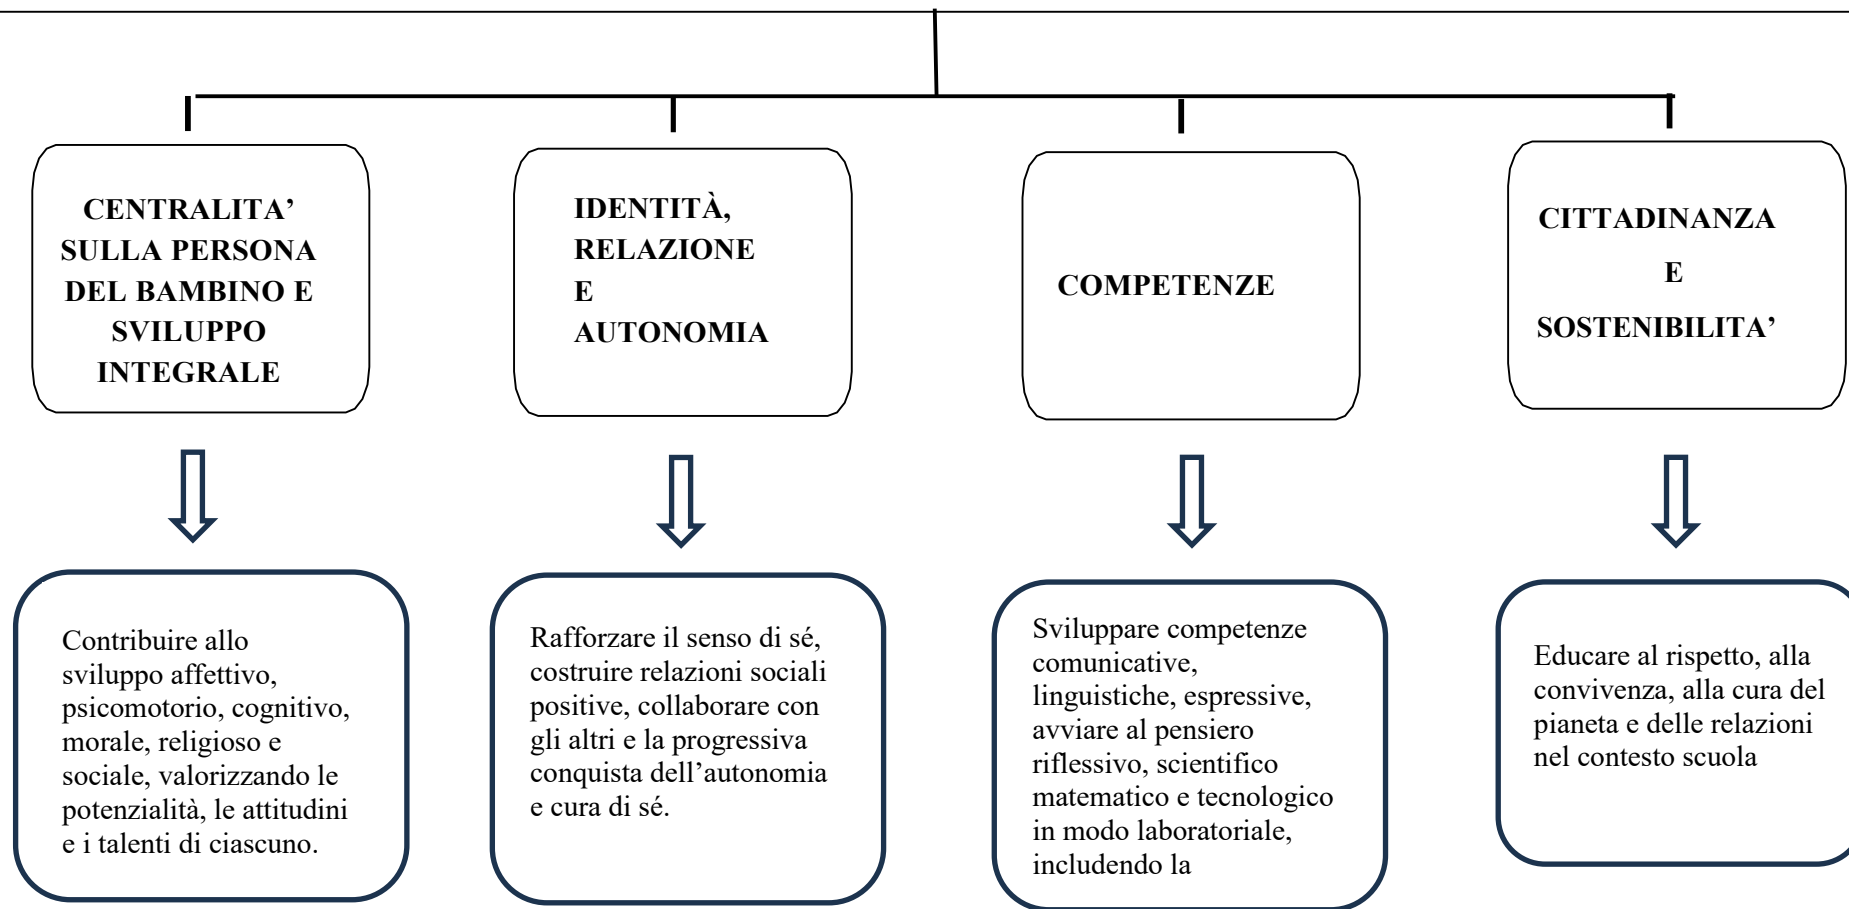 CENTRALITA’
SULLA PERSONA
DEL BAMBINO E
SVILUPPO
INTEGRALE
IDENTITÀ,
RELAZIONE
E
AUTONOMIA
COMPETENZE
CITTADINANZA
E
SOSTENIBILITA’
Contribuire allo
sviluppo affettivo,
psicomotorio, cognitivo,
morale, religioso e
sociale, valorizzando le
potenzialità, le attitudini
e i talenti di ciascuno.
Rafforzare il senso di sé,
costruire relazioni sociali
positive, collaborare con
gli altri e la progressiva
conquista dell’autonomia
e cura di sé.
Sviluppare competenze
comunicative,
linguistiche, espressive,
avviare al pensiero
riflessivo, scientifico
matematico e tecnologico
in modo laboratoriale,
includendo la
Educare al rispetto, alla
convivenza, alla cura del
pianeta e delle relazioni
nel contesto scuola